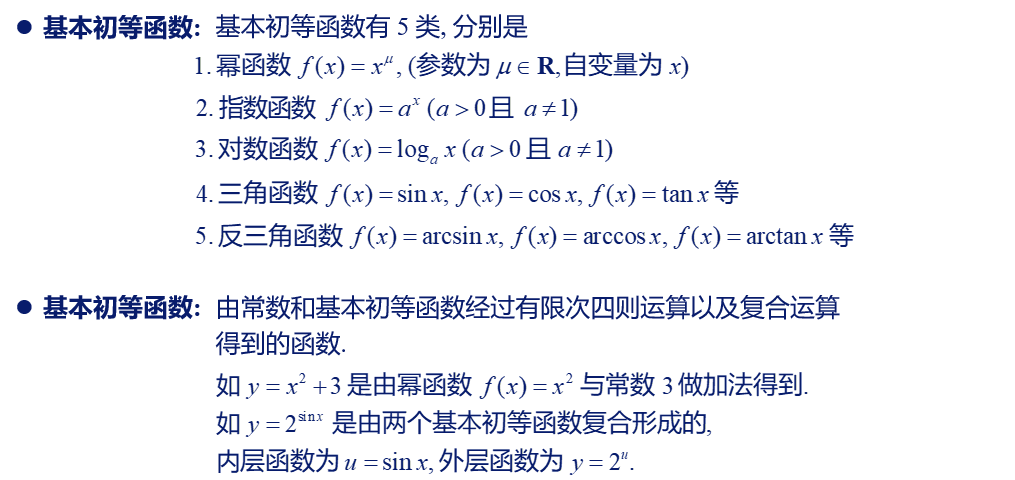 ● 基本初等函数: 基本初等函数有 5 类, 分别是
1. 幂函数 f(x) = x^μ, (参数为 μ ∈ R,自变量为 x)
2. 指数函数 f(x) = a^x (a > 0且 a ≠ 1)
3. 对数函数 f(x) = log_a x (a > 0 且 a ≠ 1)
4. 三角函数 f(x) = sin x, f(x) = cos x, f(x) = tan x 等
5. 反三角函数 f(x) = arcsin x, f(x) = arccos x, f(x) = arctan x 等
● 基本初等函数: 由常数和基本初等函数经过有限次四则运算以及复合运算
得到的函数.
如 y = x^2 + 3 是由幂函数 f(x) = x^2 与常数 3 做加法得到.
如 y = 2^{sin x} 是由两个基本初等函数复合形成的,
内层函数为 u = sin x, 外层函数为 y = 2^u.